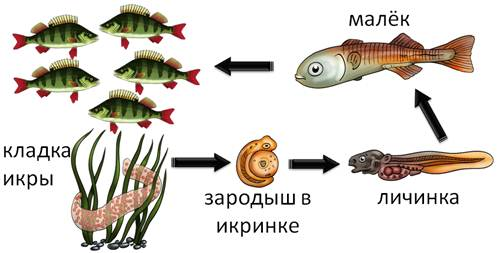 малёк
кладка
икры
зародыш в
икринке
личинка